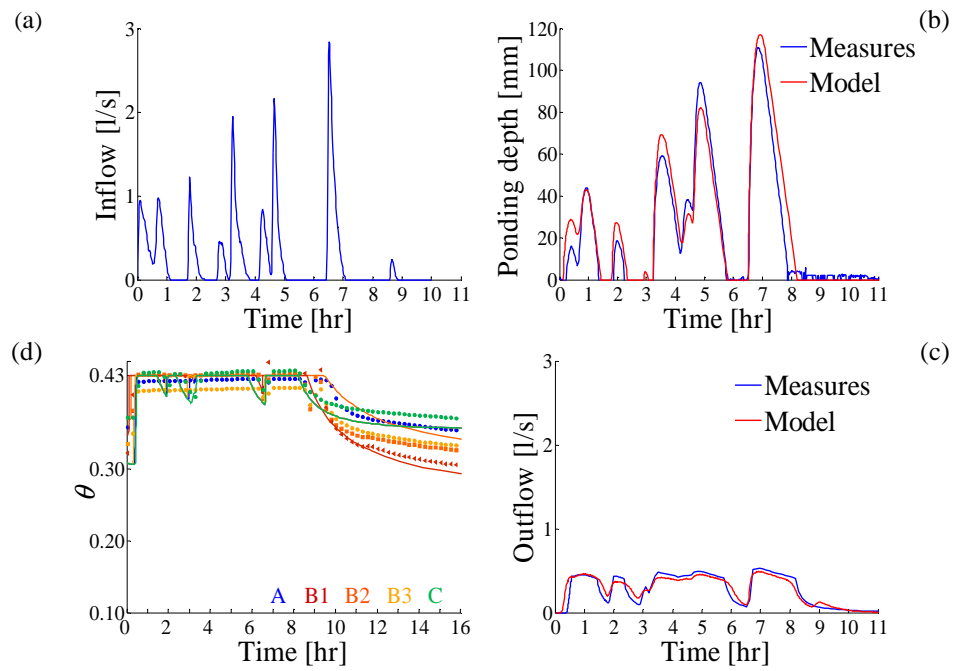 (a)
3
2
1
0
Inflow [l/s]
0 1 2 3 4 5 6 7 8 9 10 11
Time [hr]
(b)
120
100
80
60
40
20
0
Ponding depth [mm]
Measures
Model
0 1 2 3 4 5 6 7 8 9 10 11
Time [hr]
(d)
0.43
0.30
0.20
0.10
θ
A B1 B2 B3 C
0 2 4 6 8 10 12 14 16
Time [hr]
(c)
3
2
1
0
Outflow [l/s]
Measures
Model
0 1 2 3 4 5 6 7 8 9 10 11
Time [hr]